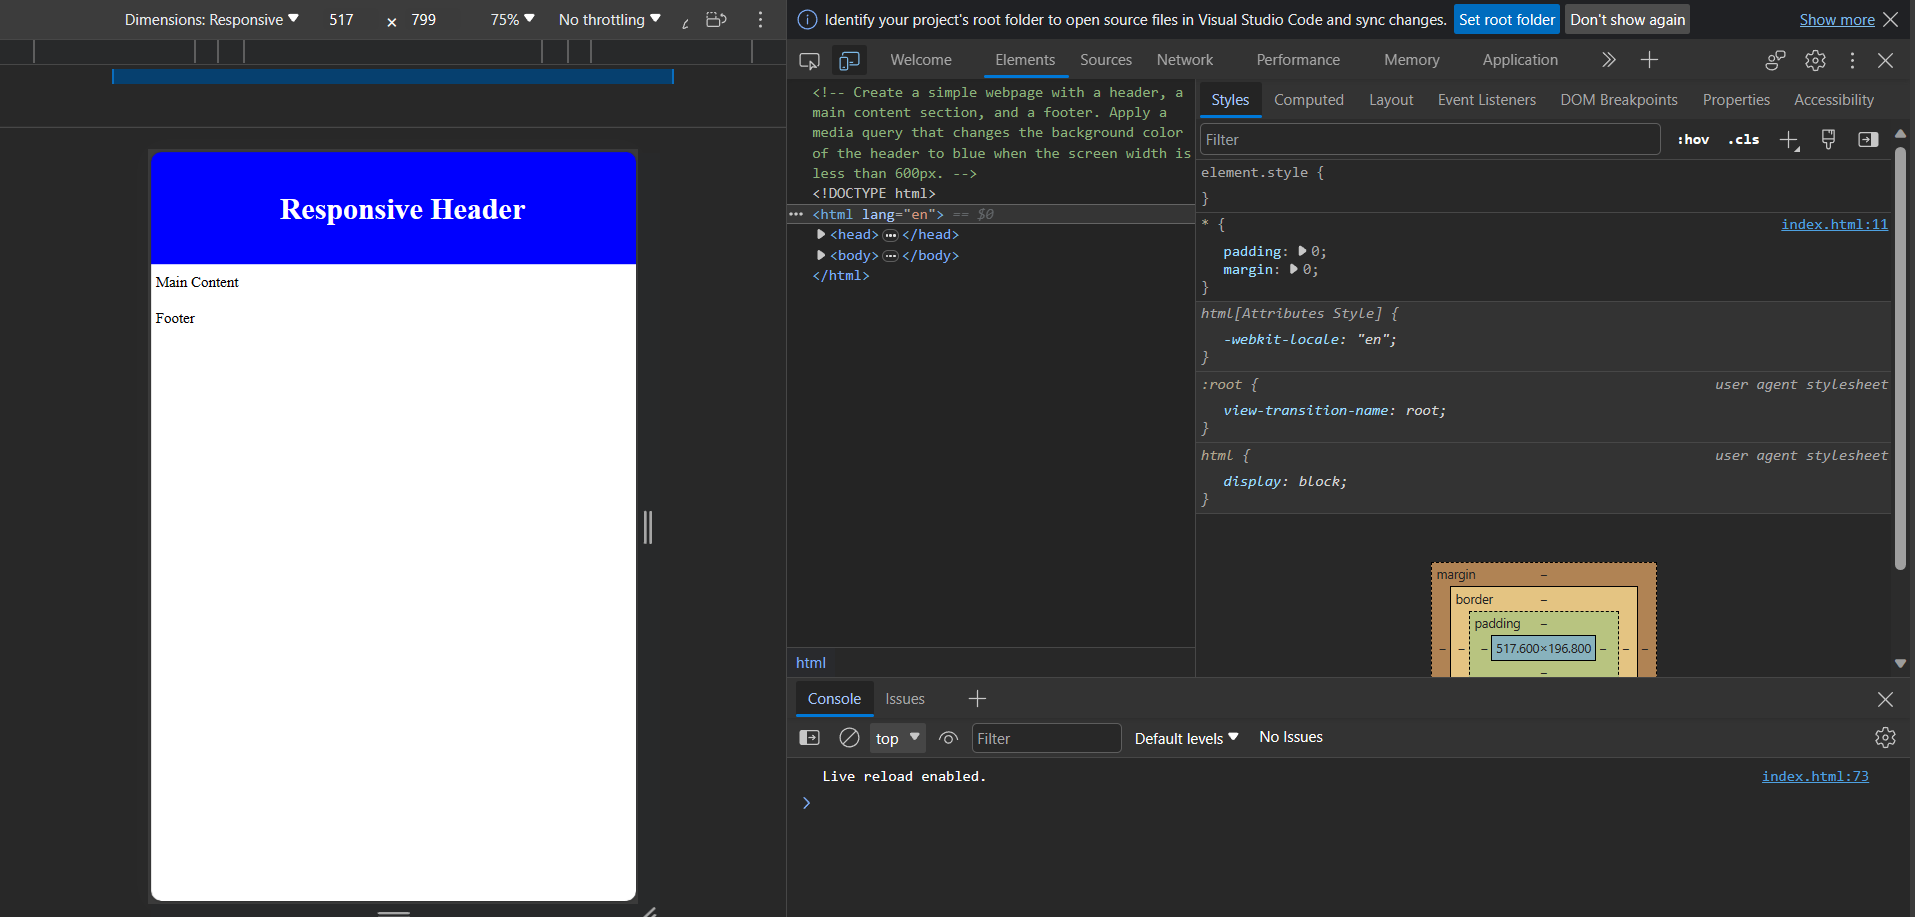 Dimensions: Responsive 517 × 799 75% No throttling
Responsive Header
Main Content
Footer
Identify your project's root folder to open source files in Visual Studio Code and sync changes. Set root folder Don't show again Show more
Welcome Elements Sources Network Performance Memory Application
<!-- Create a simple webpage with a header, a
main content section, and a footer. Apply a
media query that changes the background color
of the header to blue when the screen width is
less than 600px. -->
<!DOCTYPE html>
<html lang="en"> == $0
<head> </head>
<body> </body>
</html>
html
Styles Computed Layout Event Listeners DOM Breakpoints Properties Accessibility
Filter :hov .cls
element.style {
}
* { index.html:11
padding: 0;
margin: 0;
}
html[Attributes Style] {
-webkit-locale: "en";
}
:root { user agent stylesheet
view-transition-name: root;
}
html { user agent stylesheet
display: block;
}
margin –
border –
padding –
– – – 517.600×196.800 – – –
–
Console Issues
top Filter Default levels No Issues
Live reload enabled. index.html:73